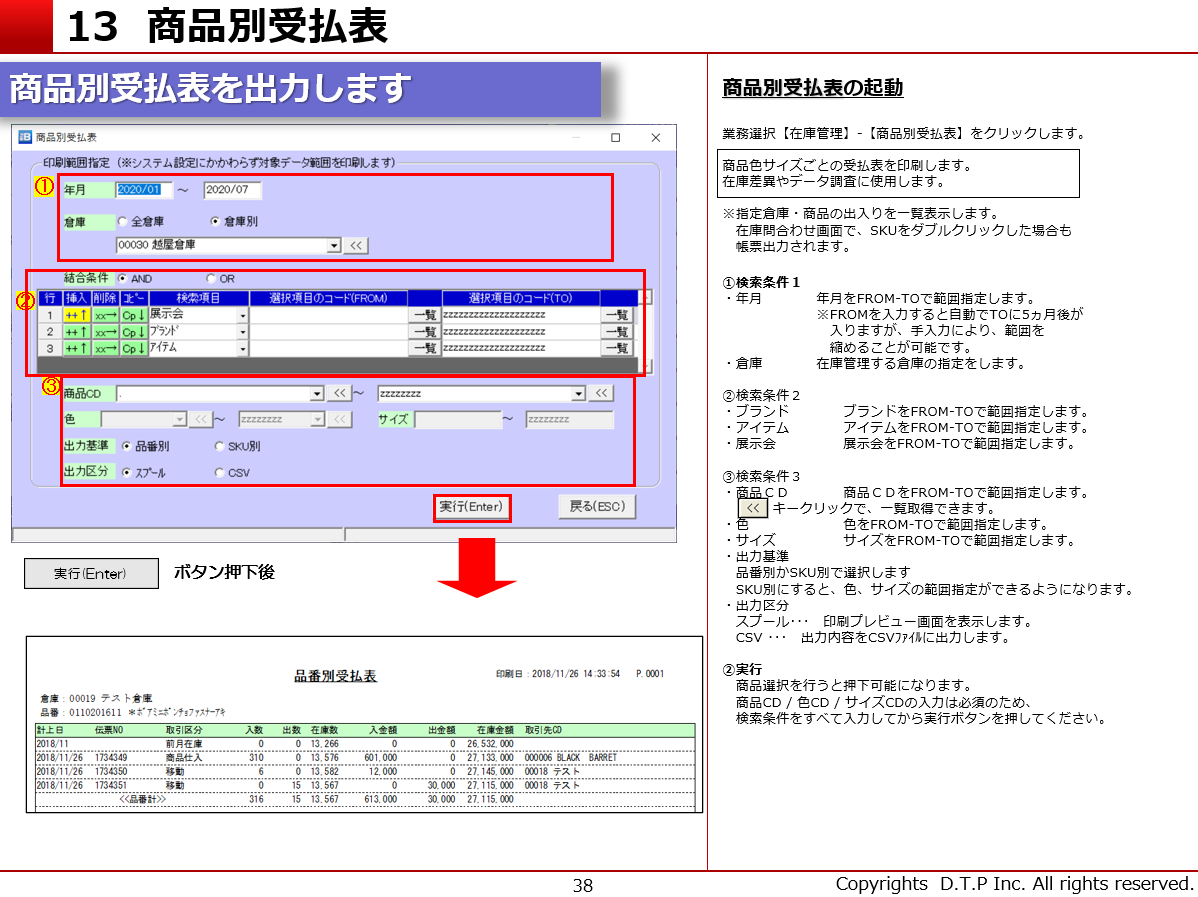 13 商品別受払表
商品別受払表を出力します
商品別受払表
印刷範囲指定（※システム設定にかかわらず対象データ範囲を印刷します）
① 年月 2020/01 ～ 2020/07
倉庫 全倉庫 倉庫別
00030 越屋倉庫 <<
結合条件 AND OR
②
行 挿入 削除 ｺﾋﾟｰ 検索項目 選択項目のコード(FROM) 選択項目のコード(TO)
1 ++↑ xx→ Cp↓ 展示会 一覧 zzzzzzzzzzzzzzzzzzzz 一覧
2 ++↑ xx→ Cp↓ ﾌﾞﾗﾝﾄﾞ 一覧 zzzzzzzzzzzzzzzzzzzz 一覧
3 ++↑ xx→ Cp↓ ｱｲﾃﾑ 一覧 zzzzzzzzzzzzzzzzzzzz 一覧
③ 商品CD . << ～ zzzzzzzz <<
色 << ～ zzzzzzzz << サイズ ～ zzzzzzzz
出力基準 品番別 SKU別
出力区分 ｽﾌﾟｰﾙ CSV
実行(Enter) 戻る(ESC)
実行(Enter) ボタン押下後
品番別受払表 印刷日：2018/11/26 14:33:54 P.0001
倉庫：00019 テスト倉庫
品番：0110201611 ＊ﾎﾞｱﾐﾆﾎﾟﾝﾁｮﾌｧｽﾅｰｱｷ
計上日 伝票NO 取引区分 入数 出数 在庫数 入金額 出金額 在庫金額 取引先CD
2018/11 前月在庫 0 0 13,266 0 0 26,532,000
2018/11/26 1734349 商品仕入 310 0 13,576 601,000 0 27,133,000 000006 BLACK BARRET
2018/11/26 1734350 移動 6 0 13,582 12,000 0 27,145,000 00018 テスト
2018/11/26 1734351 移動 0 15 13,567 0 30,000 27,115,000 00018 テスト
<<品番計>> 316 15 13,567 613,000 30,000 27,115,000
商品別受払表の起動
業務選択【在庫管理】-【商品別受払表】をクリックします。
商品色サイズごとの受払表を印刷します。
在庫差異やデータ調査に使用します。
※指定倉庫・商品の出入りを一覧表示します。
在庫問合わせ画面で、SKUをダブルクリックした場合も
帳票出力されます。
①検索条件１
・年月 年月をFROM-TOで範囲指定します。
※FROMを入力すると自動でTOに5ヵ月後が
入りますが、手入力により、範囲を
縮めることが可能です。
・倉庫 在庫管理する倉庫の指定をします。
②検索条件２
・ブランド ブランドをFROM-TOで範囲指定します。
・アイテム アイテムをFROM-TOで範囲指定します。
・展示会 展示会をFROM-TOで範囲指定します。
③検索条件３
・商品ＣＤ 商品ＣＤをFROM-TOで範囲指定します。
<< キークリックで、一覧取得できます。
・色 色をFROM-TOで範囲指定します。
・サイズ サイズをFROM-TOで範囲指定します。
・出力基準
品番別かSKU別で選択します
SKU別にすると、色、サイズの範囲指定ができるようになります。
・出力区分
スプール･･･ 印刷プレビュー画面を表示します。
CSV ･･･ 出力内容をCSVﾌｧｲﾙに出力します。
②実行
商品選択を行うと押下可能になります。
商品CD / 色CD / サイズCDの入力は必須のため、
検索条件をすべて入力してから実行ボタンを押してください。
38
Copyrights D.T.P Inc. All rights reserved.